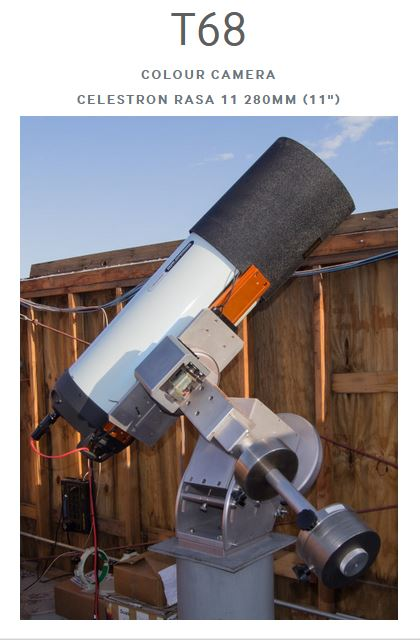 T68
COLOUR CAMERA
CELESTRON RASA 11 280MM (11")